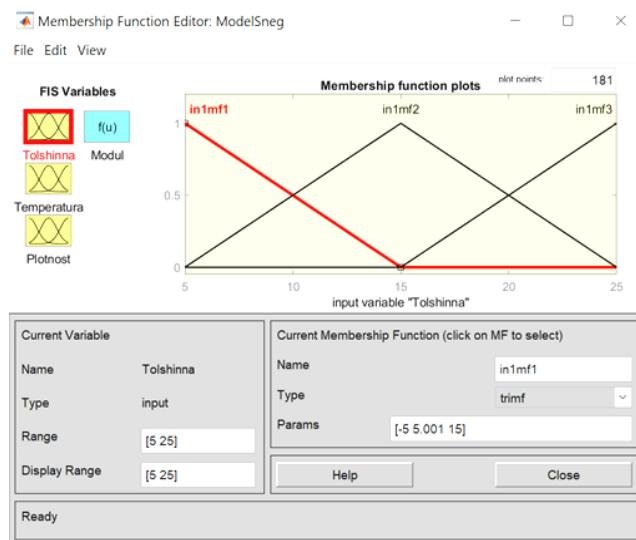 Membership Function Editor: ModelSneg
File Edit View
FIS Variables
f(u)
Tolshinna Modul
Temperatura
Plotnost
Membership function plots
plot points: 181
in1mf1 in1mf2 in1mf3
1
0.5
0
5 10 15 20 25
input variable "Tolshinna"
Current Variable
Name Tolshinna
Type input
Range [5 25]
Display Range [5 25]
Current Membership Function (click on MF to select)
Name in1mf1
Type trimf
Params [-5 5.001 15]
Help Close
Ready